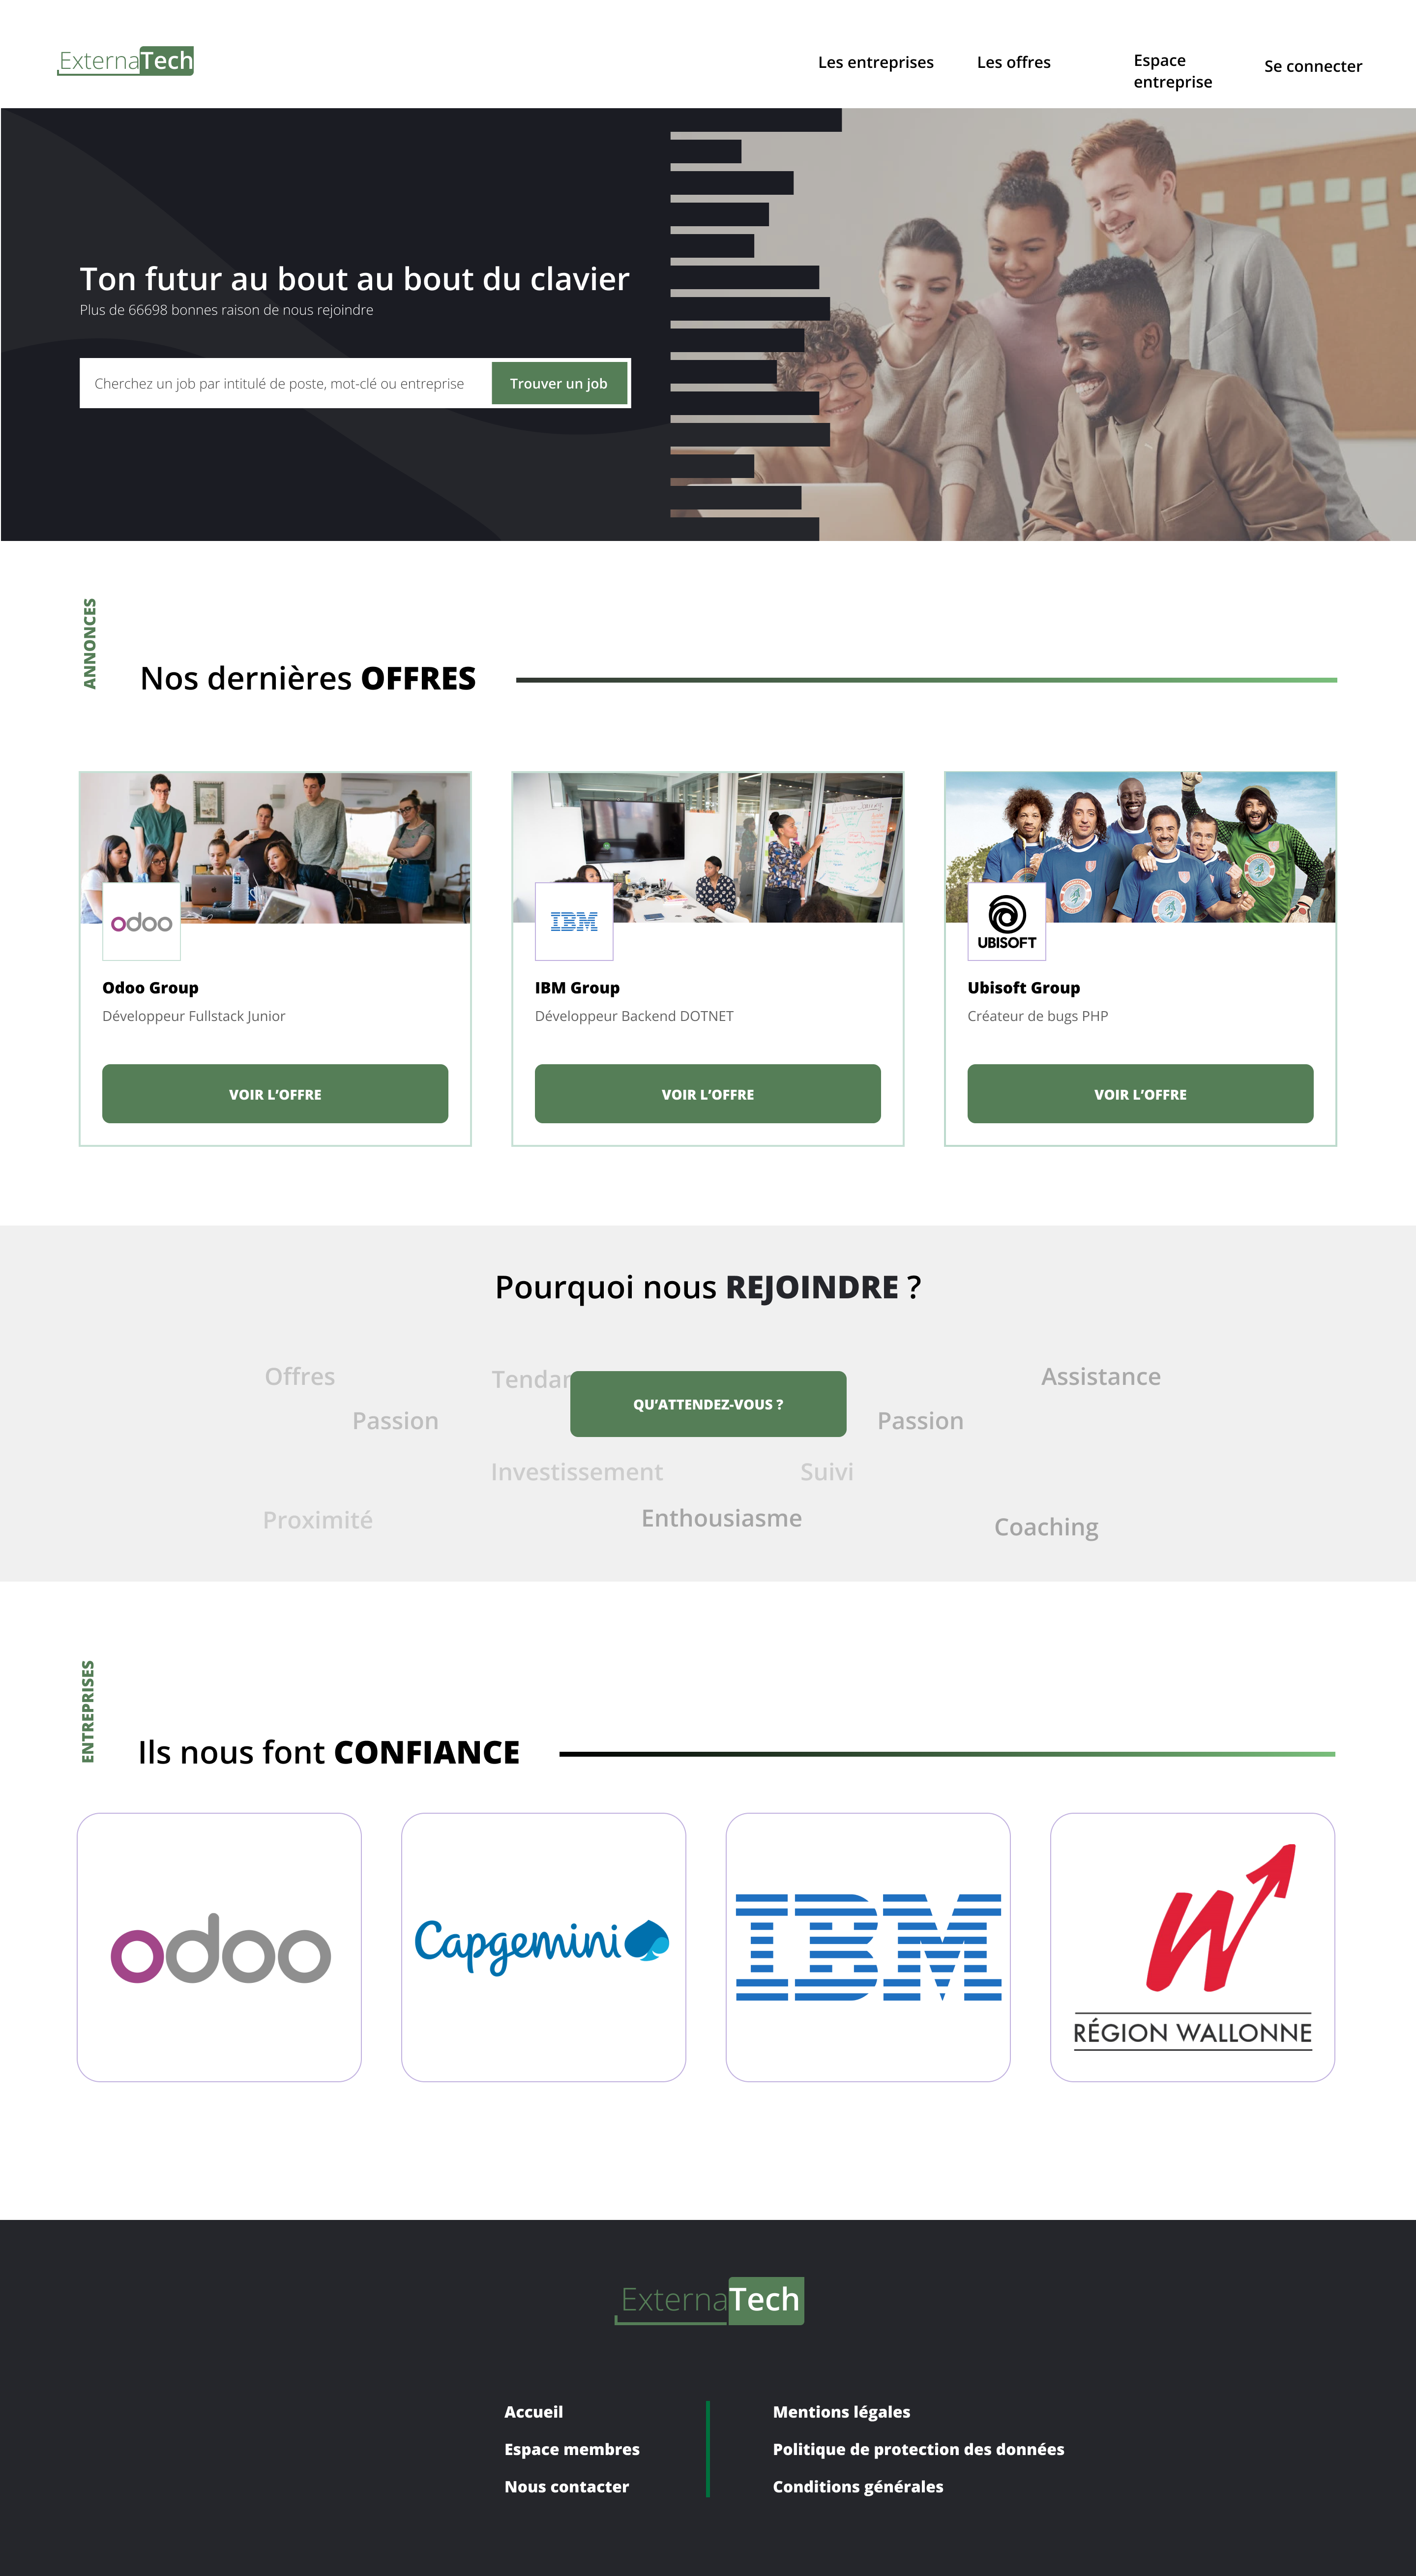 ExternaTech
Les entreprises
Les offres
Espace
entreprise
Se connecter
Ton futur au bout au bout du clavier
Plus de 66698 bonnes raison de nous rejoindre
Cherchez un job par intitulé de poste, mot-clé ou entreprise
Trouver un job
ANNONCES
Nos dernières OFFRES
odoo
IBM
UBISOFT
Odoo Group
IBM Group
Ubisoft Group
Développeur Fullstack Junior
Développeur Backend DOTNET
Créateur de bugs PHP
VOIR L’OFFRE
VOIR L’OFFRE
VOIR L’OFFRE
Pourquoi nous REJOINDRE ?
Offres
Tendan
Assistance
QU’ATTENDEZ-VOUS ?
Passion
Passion
Investissement
Suivi
Proximité
Enthousiasme
Coaching
ENTREPRISES
Ils nous font CONFIANCE
odoo
Capgemini
IBM
W
RÉGION WALLONNE
ExternaTech
Accueil
Espace membres
Nous contacter
Mentions légales
Politique de protection des données
Conditions générales